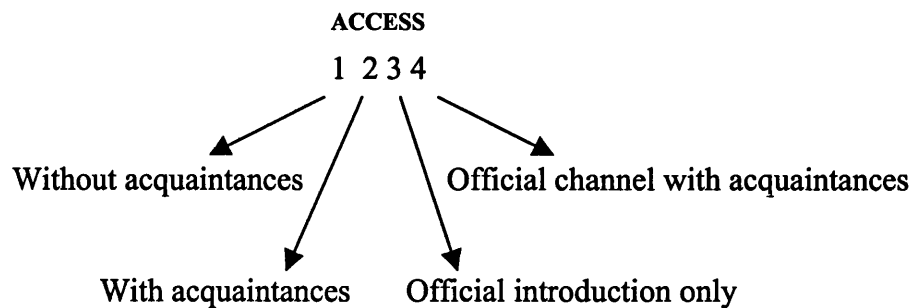 ACCESS
1 2 3 4
Without acquaintances
Official channel with acquaintances
With acquaintances
Official introduction only